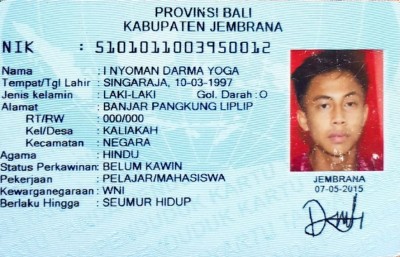 PROVINSI BALI
KABUPATEN JEMBRANA
NIK : 5101011003950012
Nama : I NYOMAN DARMA YOGA
Tempat/Tgl Lahir : SINGARAJA, 10-03-1997
Jenis kelamin : LAKI-LAKI Gol. Darah : O
Alamat : BANJAR PANGKUNG LIPLIP
RT/RW : 000/000
Kel/Desa : KALIAKAH
Kecamatan : NEGARA
Agama : HINDU
Status Perkawinan: BELUM KAWIN
Pekerjaan : PELAJAR/MAHASISWA
Kewarganegaraan: WNI
Berlaku Hingga : SEUMUR HIDUP
JEMBRANA
07-05-2015